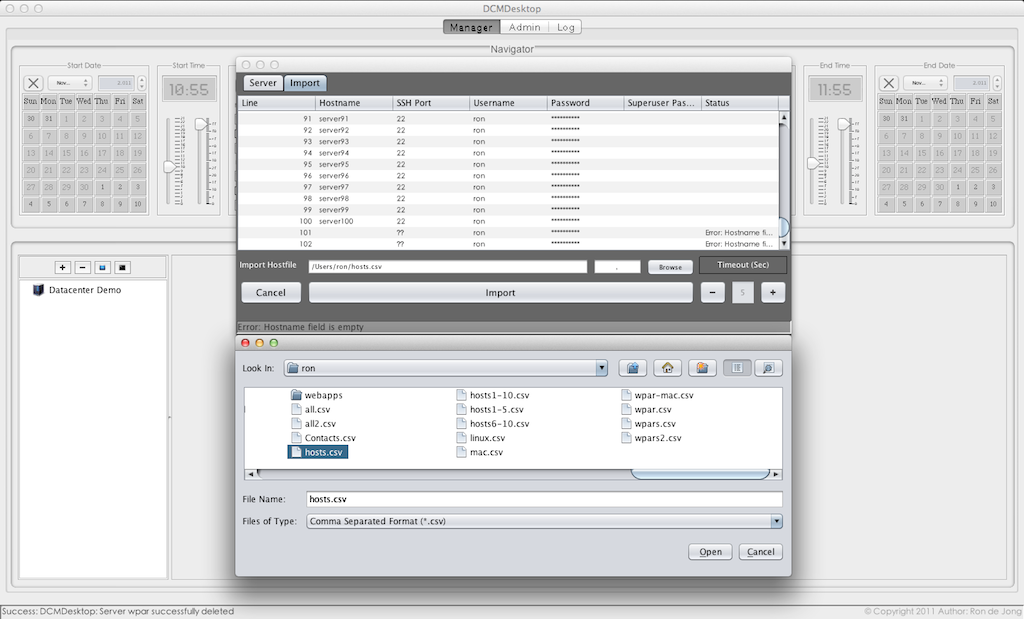 DCMDesktop
Manager Admin Log
Navigator
Start Date Start Time End Time End Date
Nov... 2,011 10:55 11:55 Nov... 2,011
Sun Mon Tue Wed Thu Fri Sat Sun Mon Tue Wed Thu Fri Sat
30 31 1 2 3 4 5 30 31 1 2 3 4 5
6 7 8 9 10 11 12 6 7 8 9 10 11 12
13 14 15 16 17 18 19 13 14 15 16 17 18 19
20 21 22 23 24 25 26 20 21 22 23 24 25 26
27 28 29 30 1 2 3 27 28 29 30 1 2 3
4 5 6 7 8 9 10 4 5 6 7 8 9 10
Server Import
Line Hostname SSH Port Username Password Superuser Pas... Status
91 server91 22 ron **********
92 server92 22 ron **********
93 server93 22 ron **********
94 server94 22 ron **********
95 server95 22 ron **********
96 server96 22 ron **********
97 server97 22 ron **********
98 server98 22 ron **********
99 server99 22 ron **********
100 server100 22 ron **********
101 ?? ron ********** Error: Hostname fi...
102 ?? ron ********** Error: Hostname fi...
Import Hostfile /Users/ron/hosts.csv , Browse Timeout (Sec)
Cancel Import - 5 +
Error: Hostname field is empty
Look In: ron
webapps hosts1-10.csv wpar-mac.csv
all.csv hosts1-5.csv wpar.csv
all2.csv hosts6-10.csv wpars.csv
Contacts.csv linux.csv wpars2.csv
hosts.csv mac.csv
File Name: hosts.csv
Files of Type: Comma Separated Format (*.csv)
Open Cancel
+ -
Datacenter Demo
Success: DCMDesktop: Server wpar successfully deleted
© Copyright 2011 Author: Ron de Jong